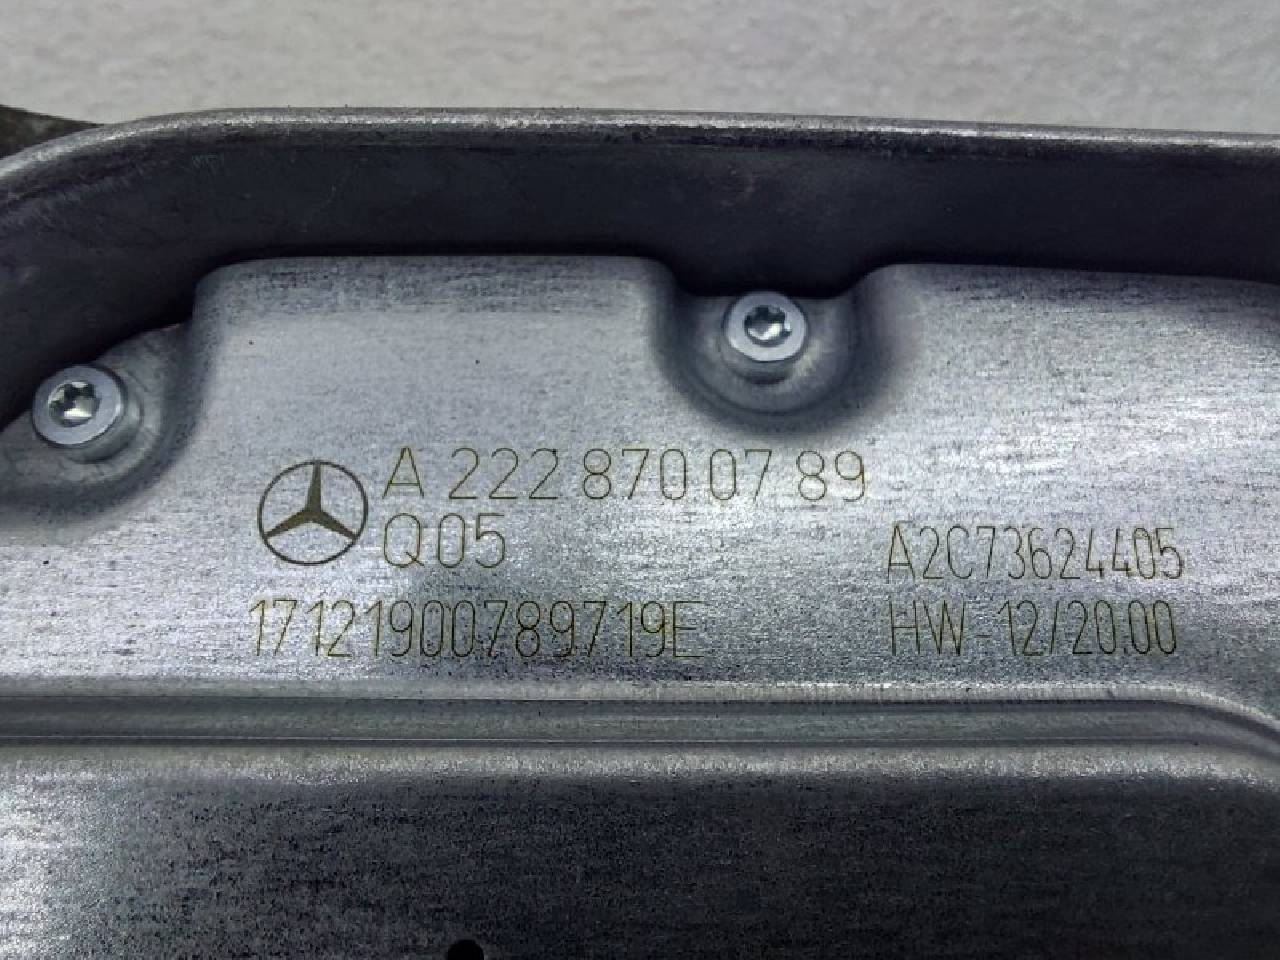 A 222 870 07 89
Q05
17121900789719E
A2C73624405
HW-12/20.00